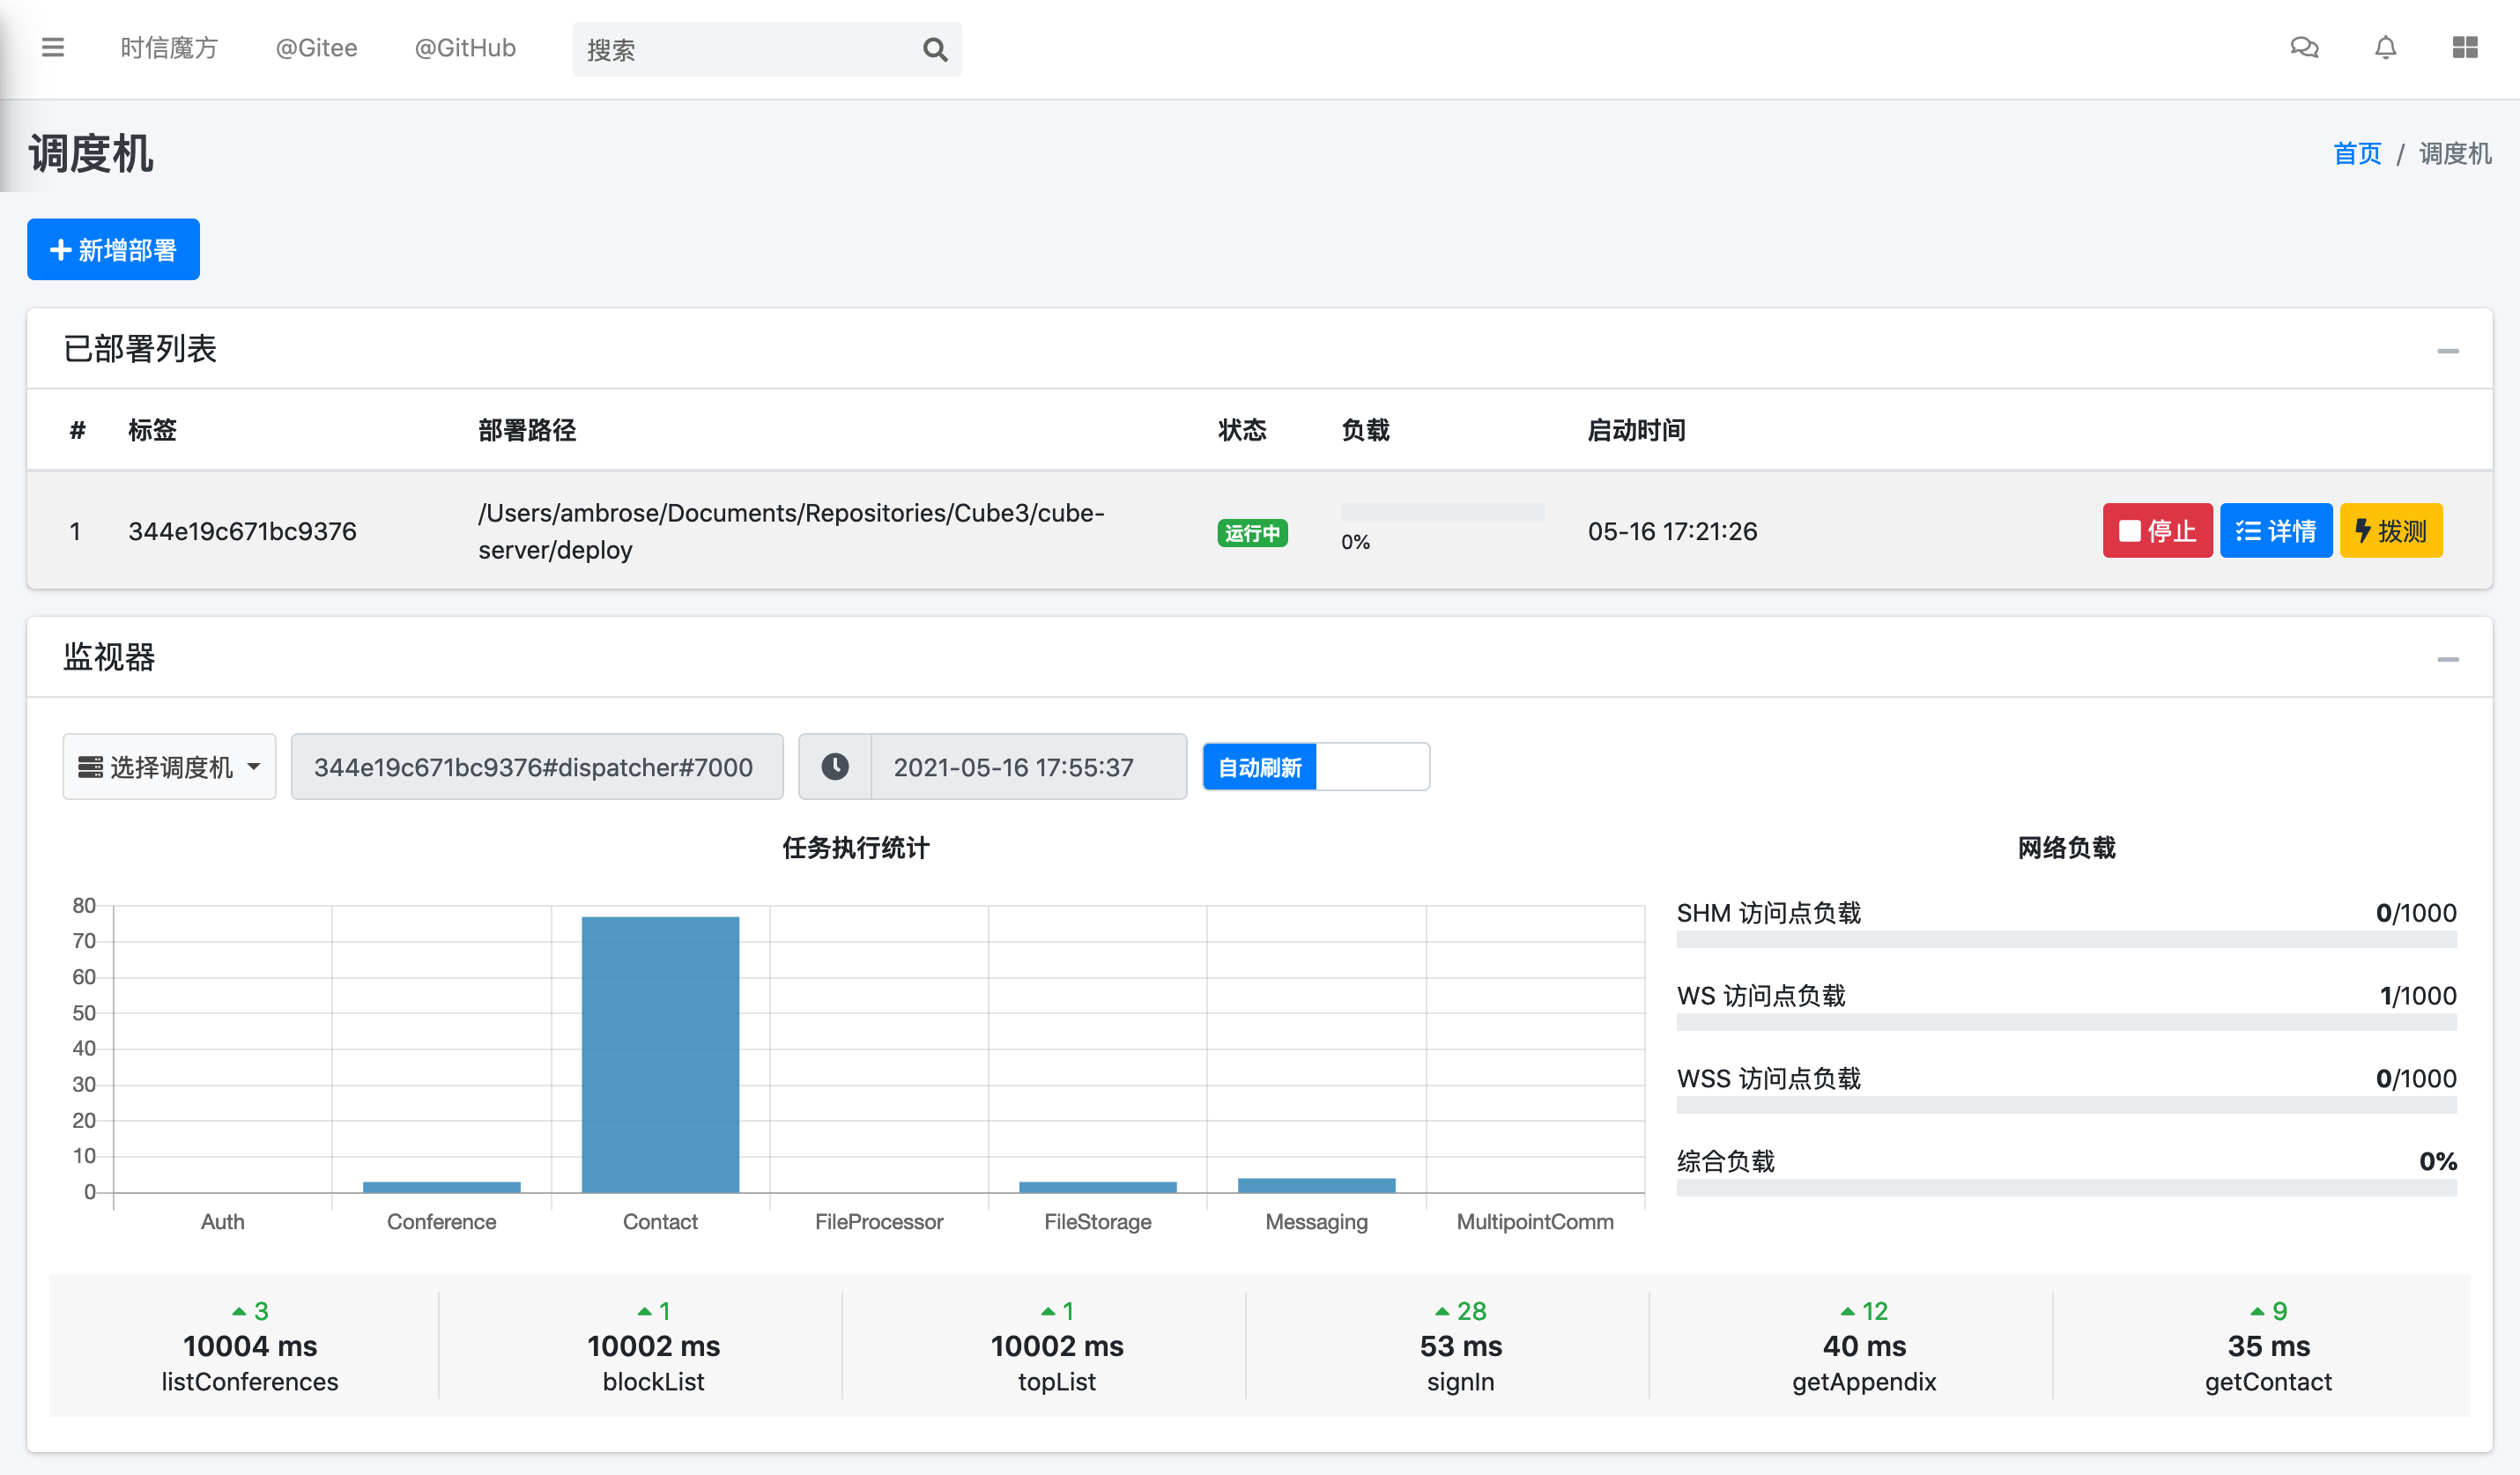 时信魔方 @Gitee @GitHub 搜索
调度机
首页 / 调度机
新增部署
已部署列表
# 标签 部署路径 状态 负载 启动时间
1 344e19c671bc9376 /Users/ambrose/Documents/Repositories/Cube3/cube-
server/deploy 运行中 0% 05-16 17:21:26 停止 详情 拨测
监视器
选择调度机 344e19c671bc9376#dispatcher#7000 2021-05-16 17:55:37 自动刷新
任务执行统计
80
70
60
50
40
30
20
10
0
Auth Conference Contact FileProcessor FileStorage Messaging MultipointComm
网络负载
SHM 访问点负载 0/1000
WS 访问点负载 1/1000
WSS 访问点负载 0/1000
综合负载 0%
3 1 1 28 12 9
10004 ms 10002 ms 10002 ms 53 ms 40 ms 35 ms
listConferences blockList topList signIn getAppendix getContact